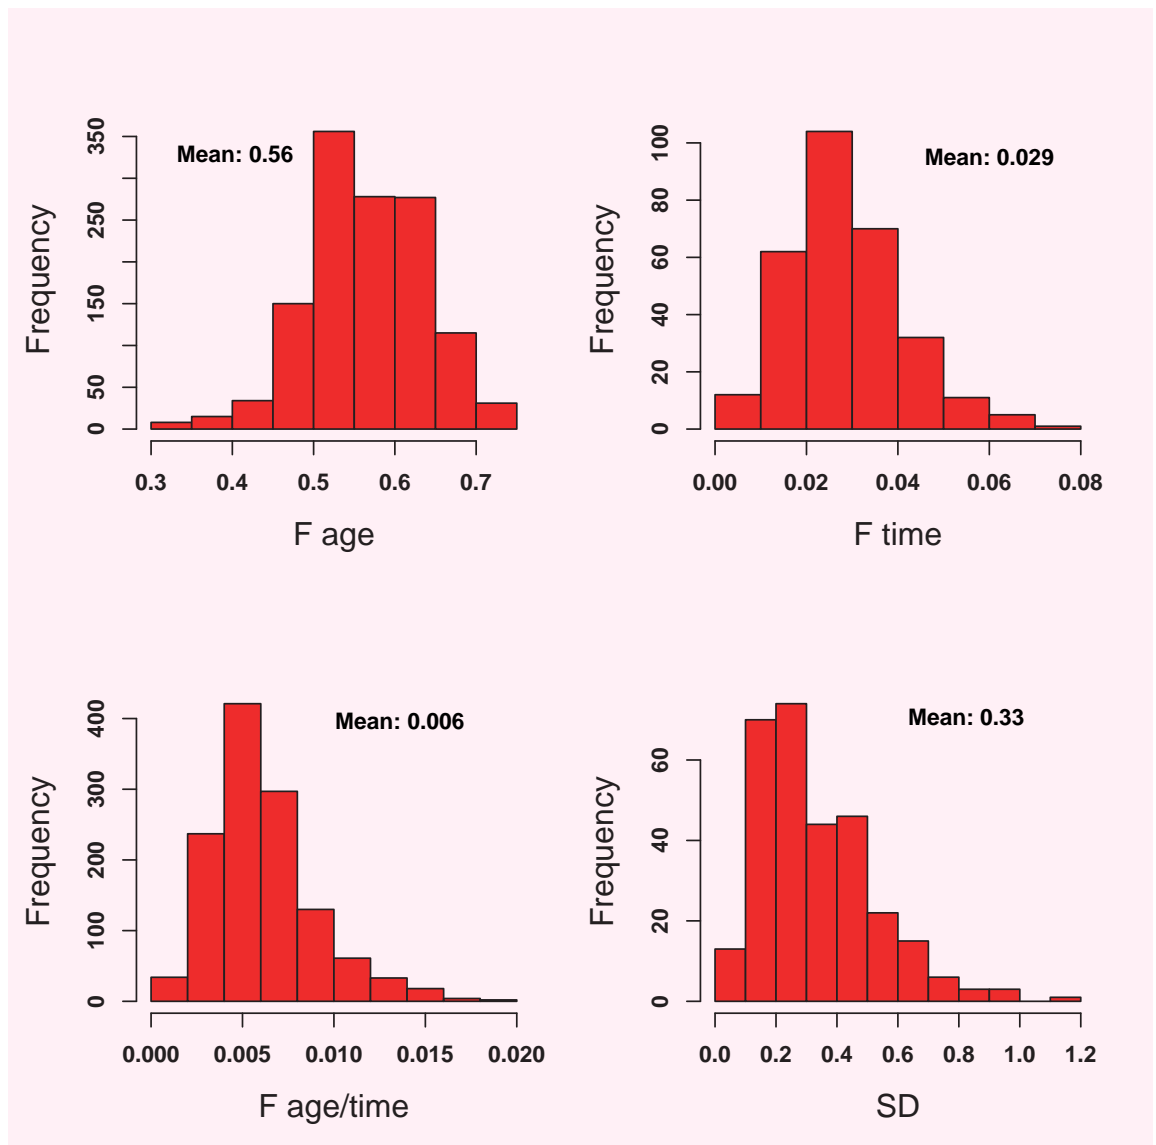 Mean: 0.56
Frequency
350
250
150
50
0
0.3 0.4 0.5 0.6 0.7
F age
Mean: 0.029
Frequency
100
80
60
40
20
0
0.00 0.02 0.04 0.06 0.08
F time
Mean: 0.006
Frequency
400
300
200
100
0
0.000 0.005 0.010 0.015 0.020
F age/time
Mean: 0.33
Frequency
60
40
20
0
0.0 0.2 0.4 0.6 0.8 1.0 1.2
SD